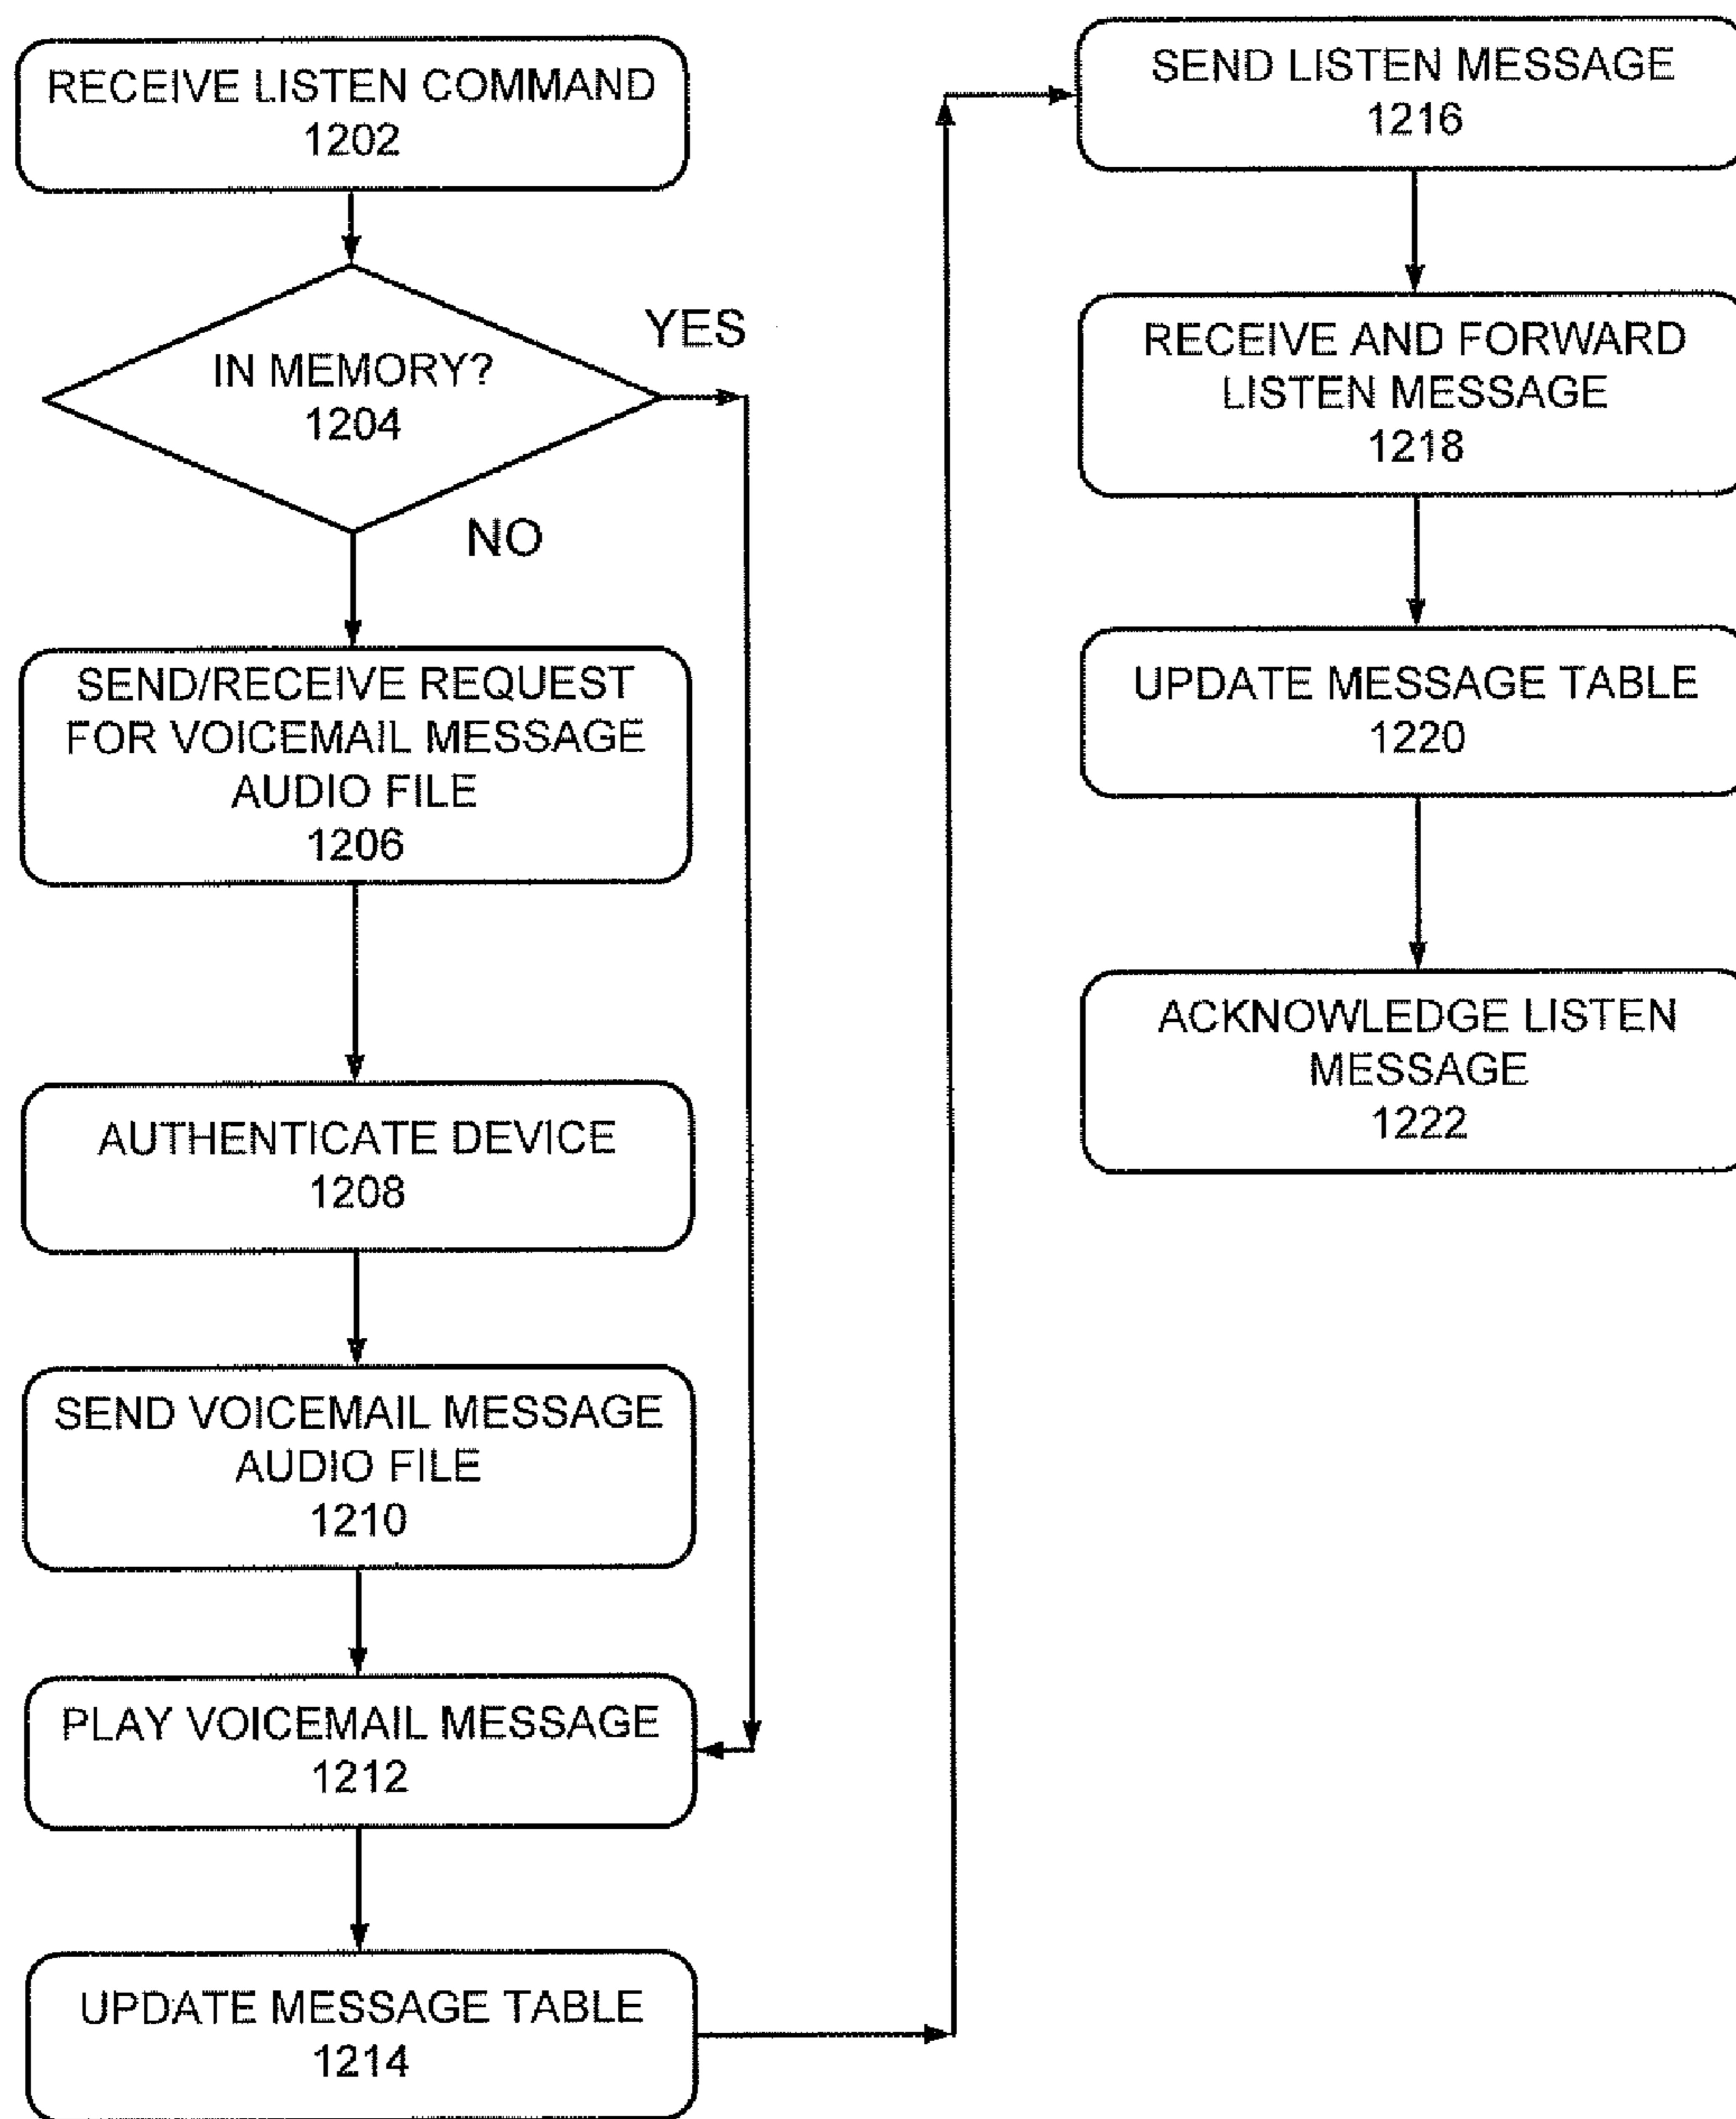 RECEIVE LISTEN COMMAND
1202
IN MEMORY?
1204
YES
NO
SEND/RECEIVE REQUEST
FOR VOICEMAIL MESSAGE
AUDIO FILE
1206
AUTHENTICATE DEVICE
1208
SEND VOICEMAIL MESSAGE
AUDIO FILE
1210
PLAY VOICEMAIL MESSAGE
1212
UPDATE MESSAGE TABLE
1214
SEND LISTEN MESSAGE
1216
RECEIVE AND FORWARD
LISTEN MESSAGE
1218
UPDATE MESSAGE TABLE
1220
ACKNOWLEDGE LISTEN
MESSAGE
1222